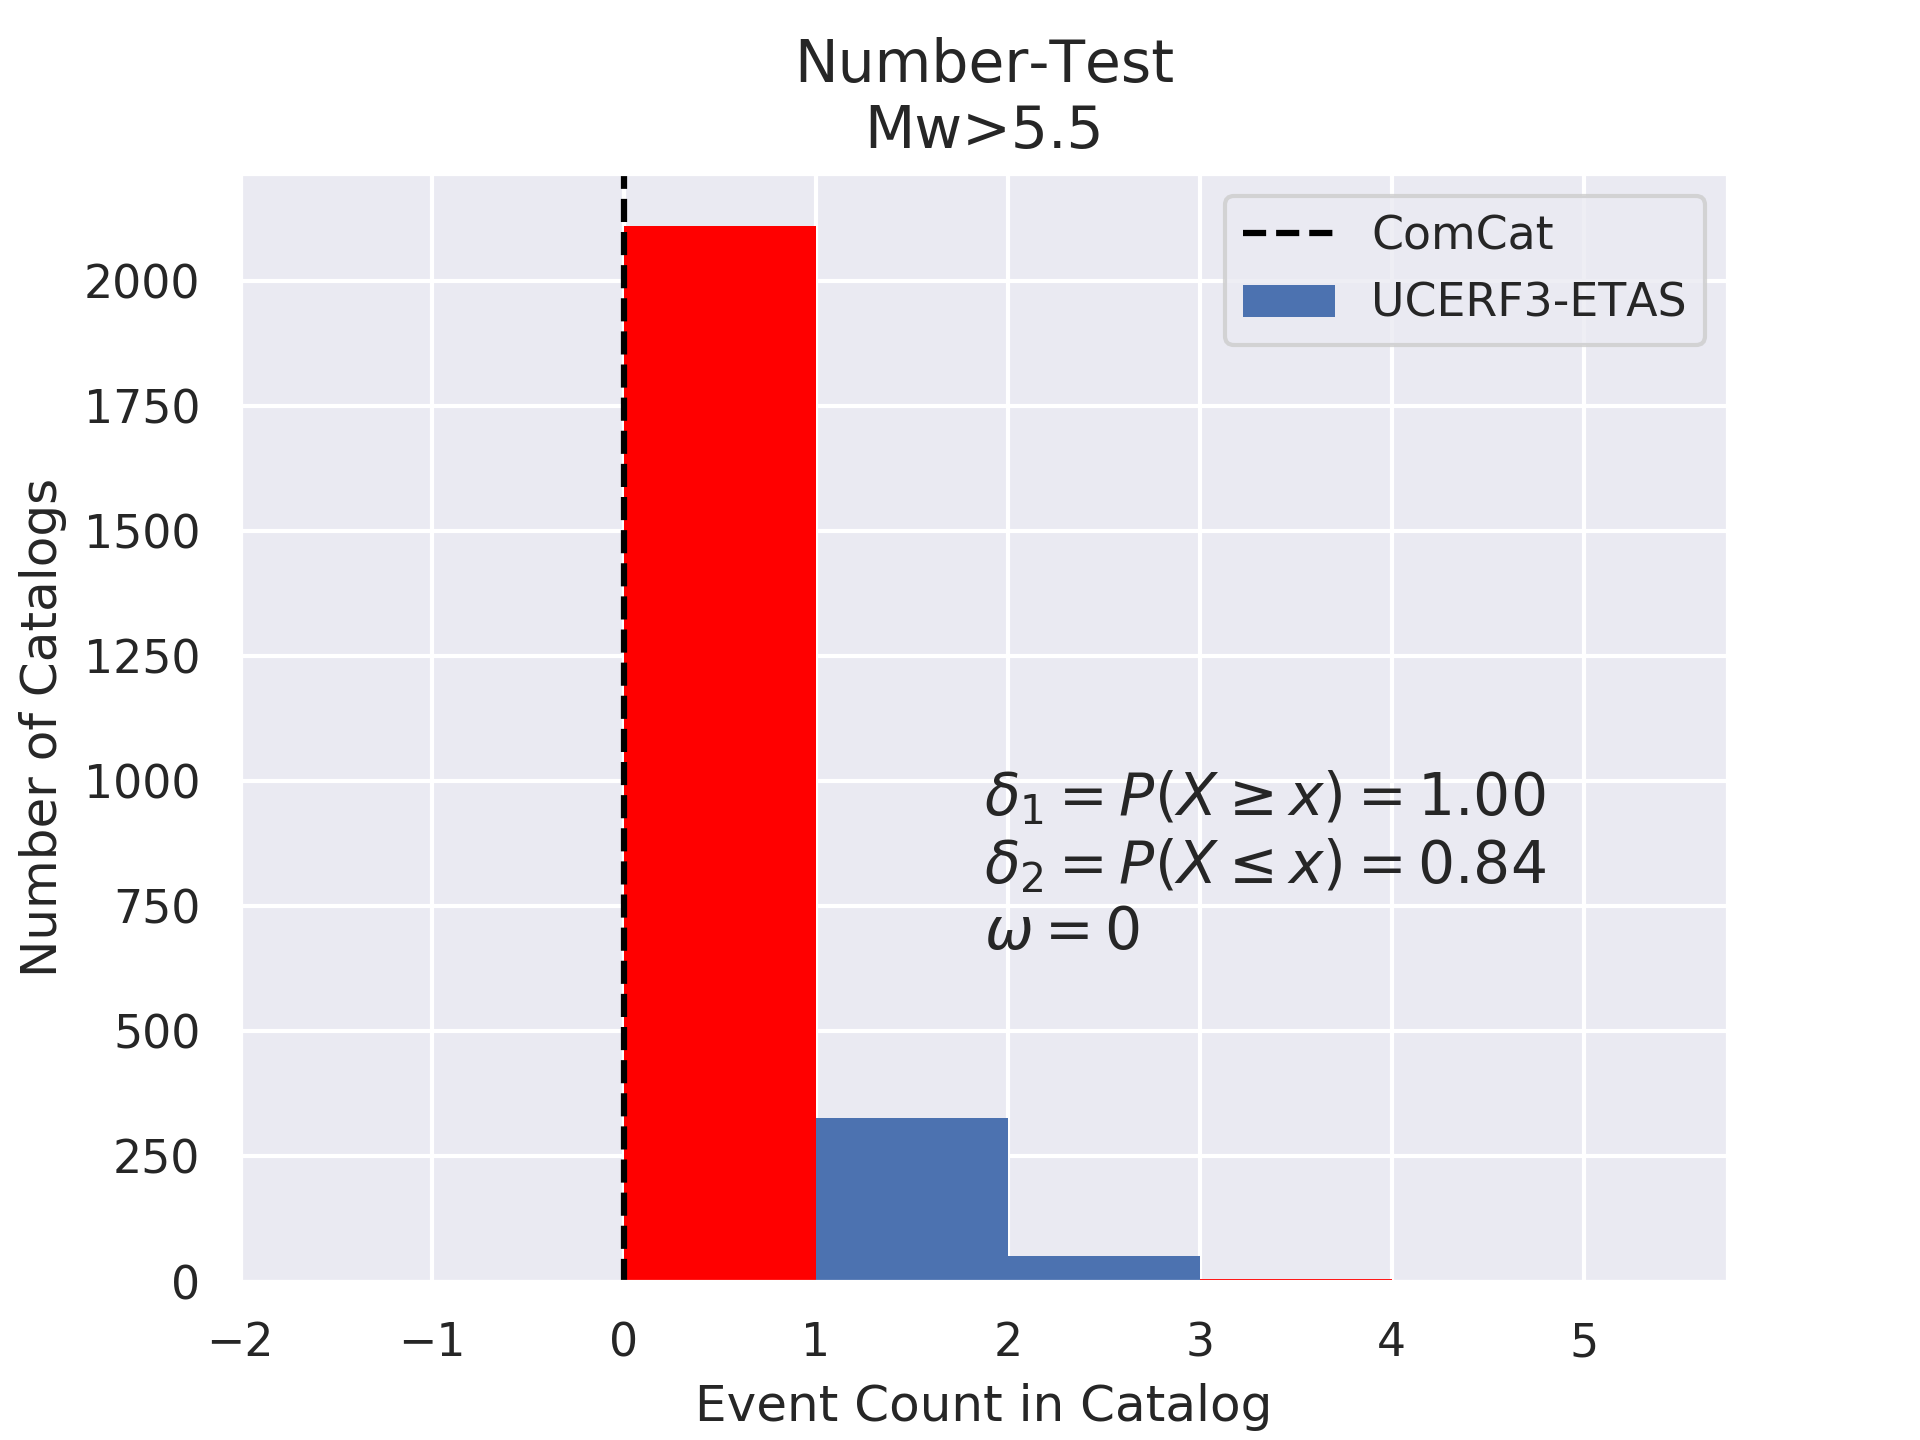 Number-Test
Mw>5.5
ComCat
UCERF3-ETAS
Number of Catalogs
2000
1750
1500
1250
1000
750
500
250
0
δ₁ = P(X ≥ x) = 1.00
δ₂ = P(X ≤ x) = 0.84
ω = 0
−2 −1 0 1 2 3 4 5
Event Count in Catalog